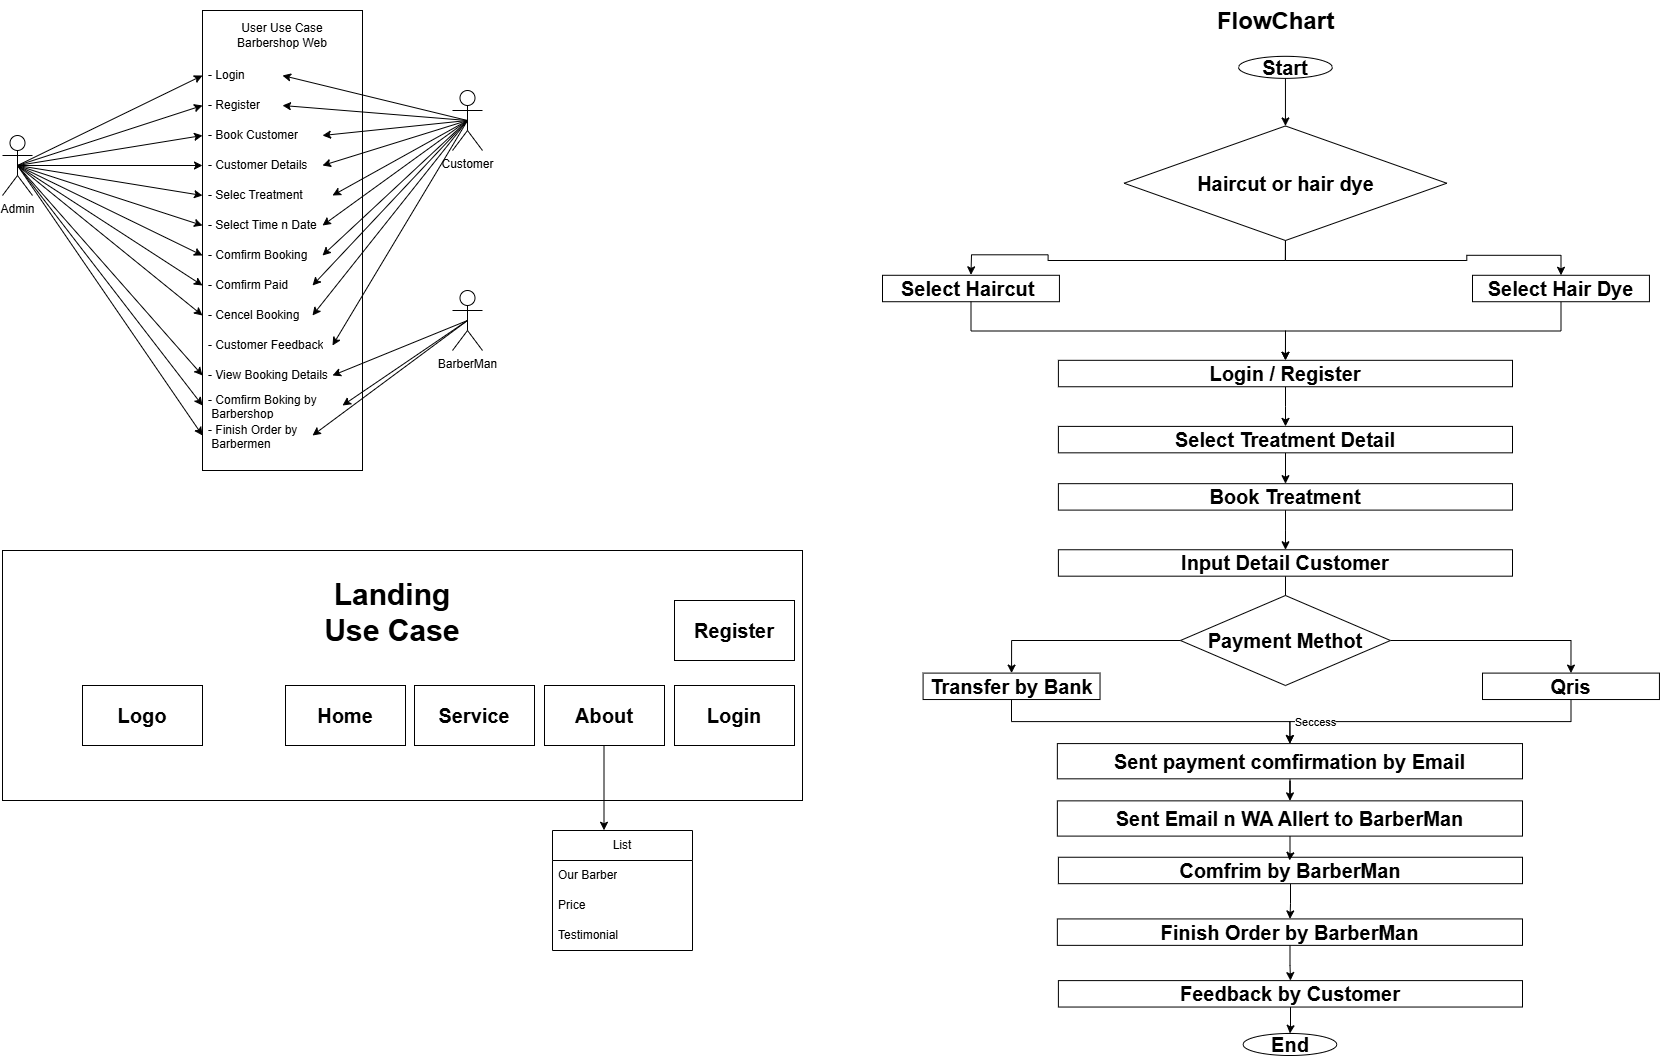 User Use Case
Barbershop Web
- Login
- Register
- Book Customer
- Customer Details
- Selec Treatment
- Select Time n Date
- Comfirm Booking
- Comfirm Paid
- Cencel Booking
- Customer Feedback
- View Booking Details
- Comfirm Boking by
Barbershop
- Finish Order by
Barbermen
Admin
Customer
BarberMan
Landing
Use Case
Register
Logo
Home
Service
About
Login
List
Our Barber
Price
Testimonial
FlowChart
Start
Haircut or hair dye
Select Haircut
Select Hair Dye
Login / Register
Select Treatment Detail
Book Treatment
Input Detail Customer
Payment Methot
Transfer by Bank
Qris
Seccess
Sent payment comfirmation by Email
Sent Email n WA Allert to BarberMan
Comfrim by BarberMan
Finish Order by BarberMan
Feedback by Customer
End